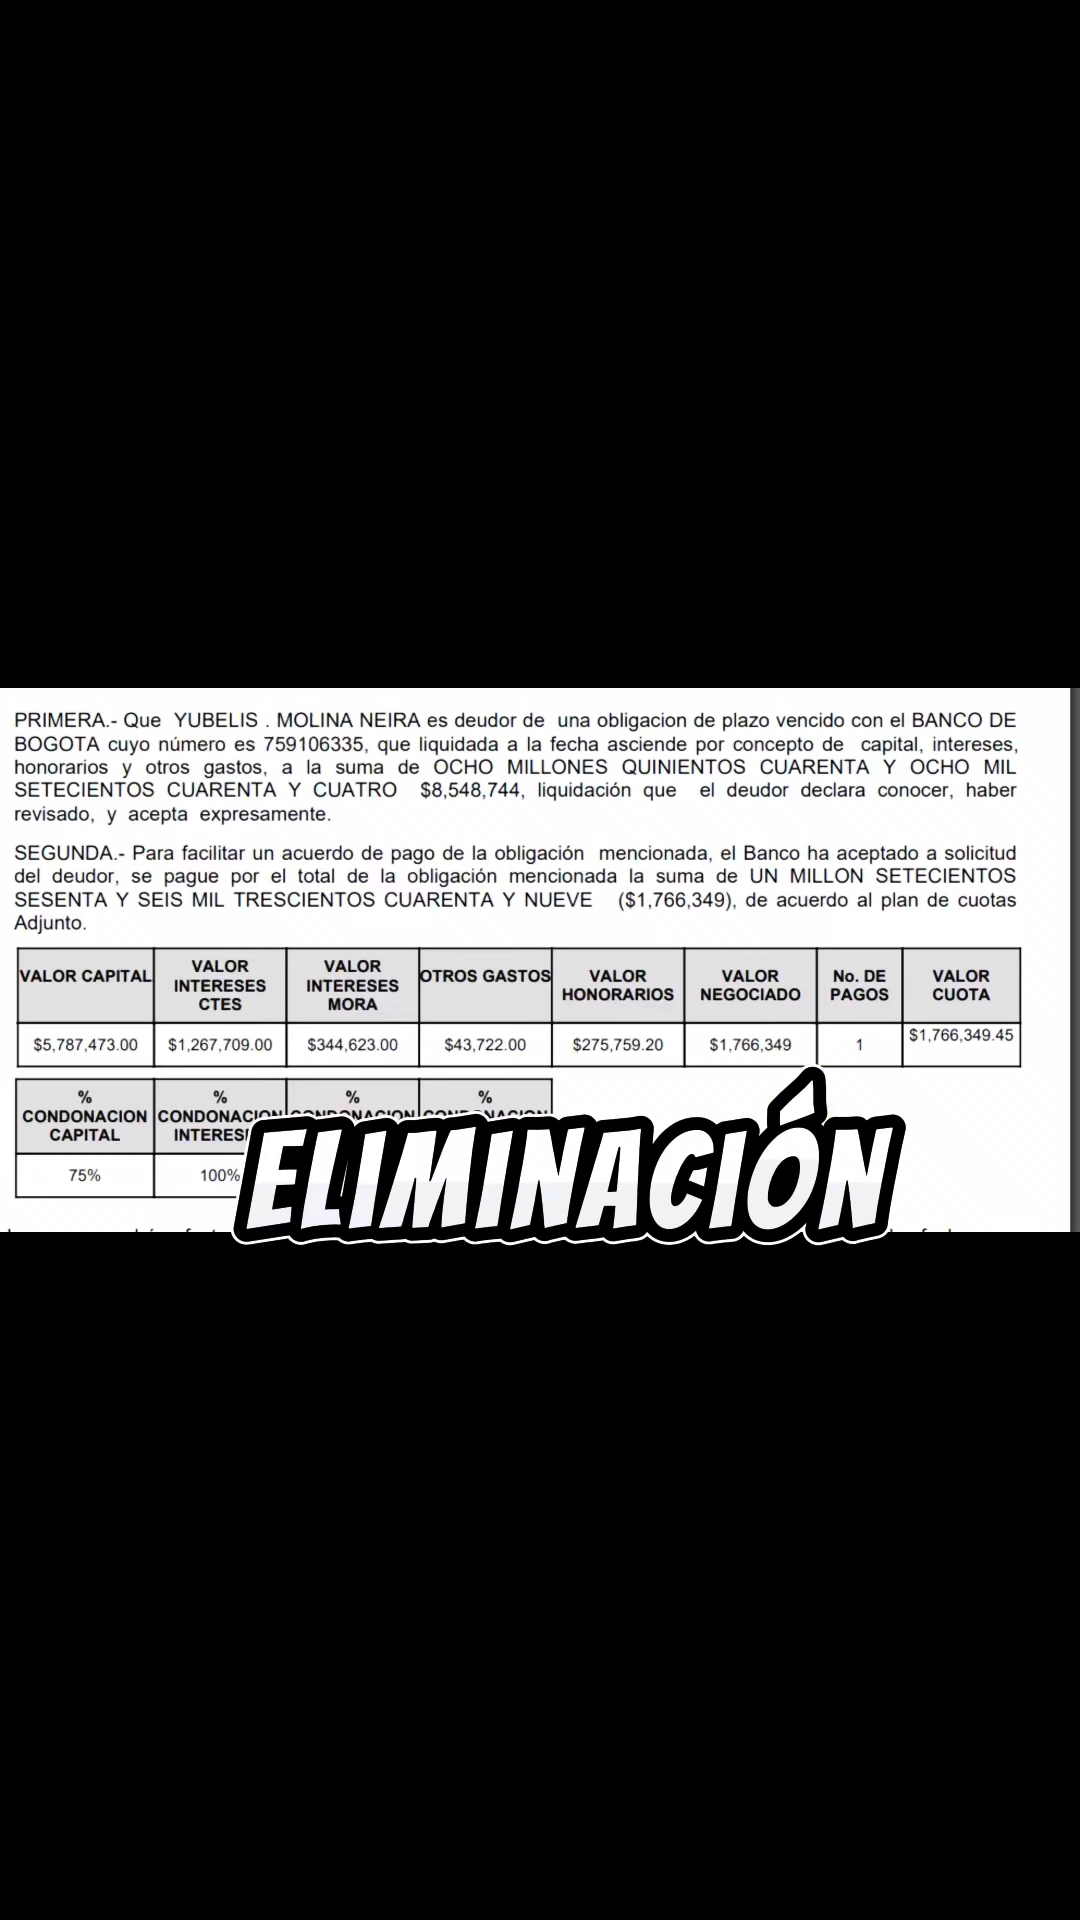 PRIMERA.- Que YUBELIS . MOLINA NEIRA es deudor de una obligacion de plazo vencido con el BANCO DE
BOGOTA cuyo número es 759106335, que liquidada a la fecha asciende por concepto de capital, intereses,
honorarios y otros gastos, a la suma de OCHO MILLONES QUINIENTOS CUARENTA Y OCHO MIL
SETECIENTOS CUARENTA Y CUATRO $8,548,744, liquidación que el deudor declara conocer, haber
revisado, y acepta expresamente.
SEGUNDA.- Para facilitar un acuerdo de pago de la obligación mencionada, el Banco ha aceptado a solicitud
del deudor, se pague por el total de la obligación mencionada la suma de UN MILLON SETECIENTOS
SESENTA Y SEIS MIL TRESCIENTOS CUARENTA Y NUEVE ($1,766,349), de acuerdo al plan de cuotas
Adjunto.
VALOR CAPITAL VALOR INTERESES CTES VALOR INTERESES MORA OTROS GASTOS VALOR HONORARIOS VALOR NEGOCIADO No. DE PAGOS VALOR CUOTA
$5,787,473.00 $1,267,709.00 $344,623.00 $43,722.00 $275,759.20 $1,766,349 1 $1,766,349.45
% CONDONACION CAPITAL % CONDONACION % CONDONACION % CONDONACION
75% 100%
ELIMINACIÓN